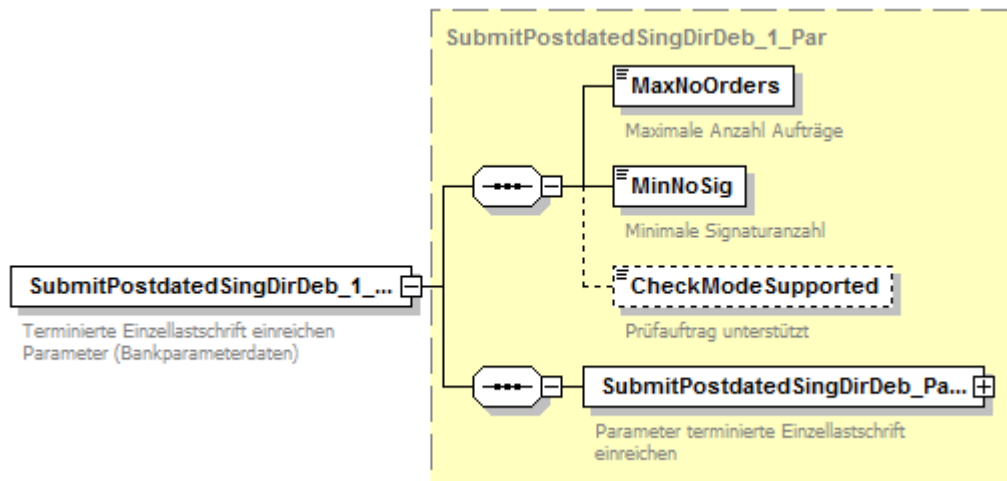 SubmitPostdatedSingDirDeb_1_Par
MaxNoOrders
Maximale Anzahl Aufträge
MinNoSig
Minimale Signaturanzahl
SubmitPostdatedSingDirDeb_1_...
Terminierte Einzellastschrift einreichen
Parameter (Bankparameterdaten)
CheckModeSupported
Prüfauftrag unterstützt
SubmitPostdatedSingDirDeb_Pa...
Parameter terminierte Einzellastschrift
einreichen